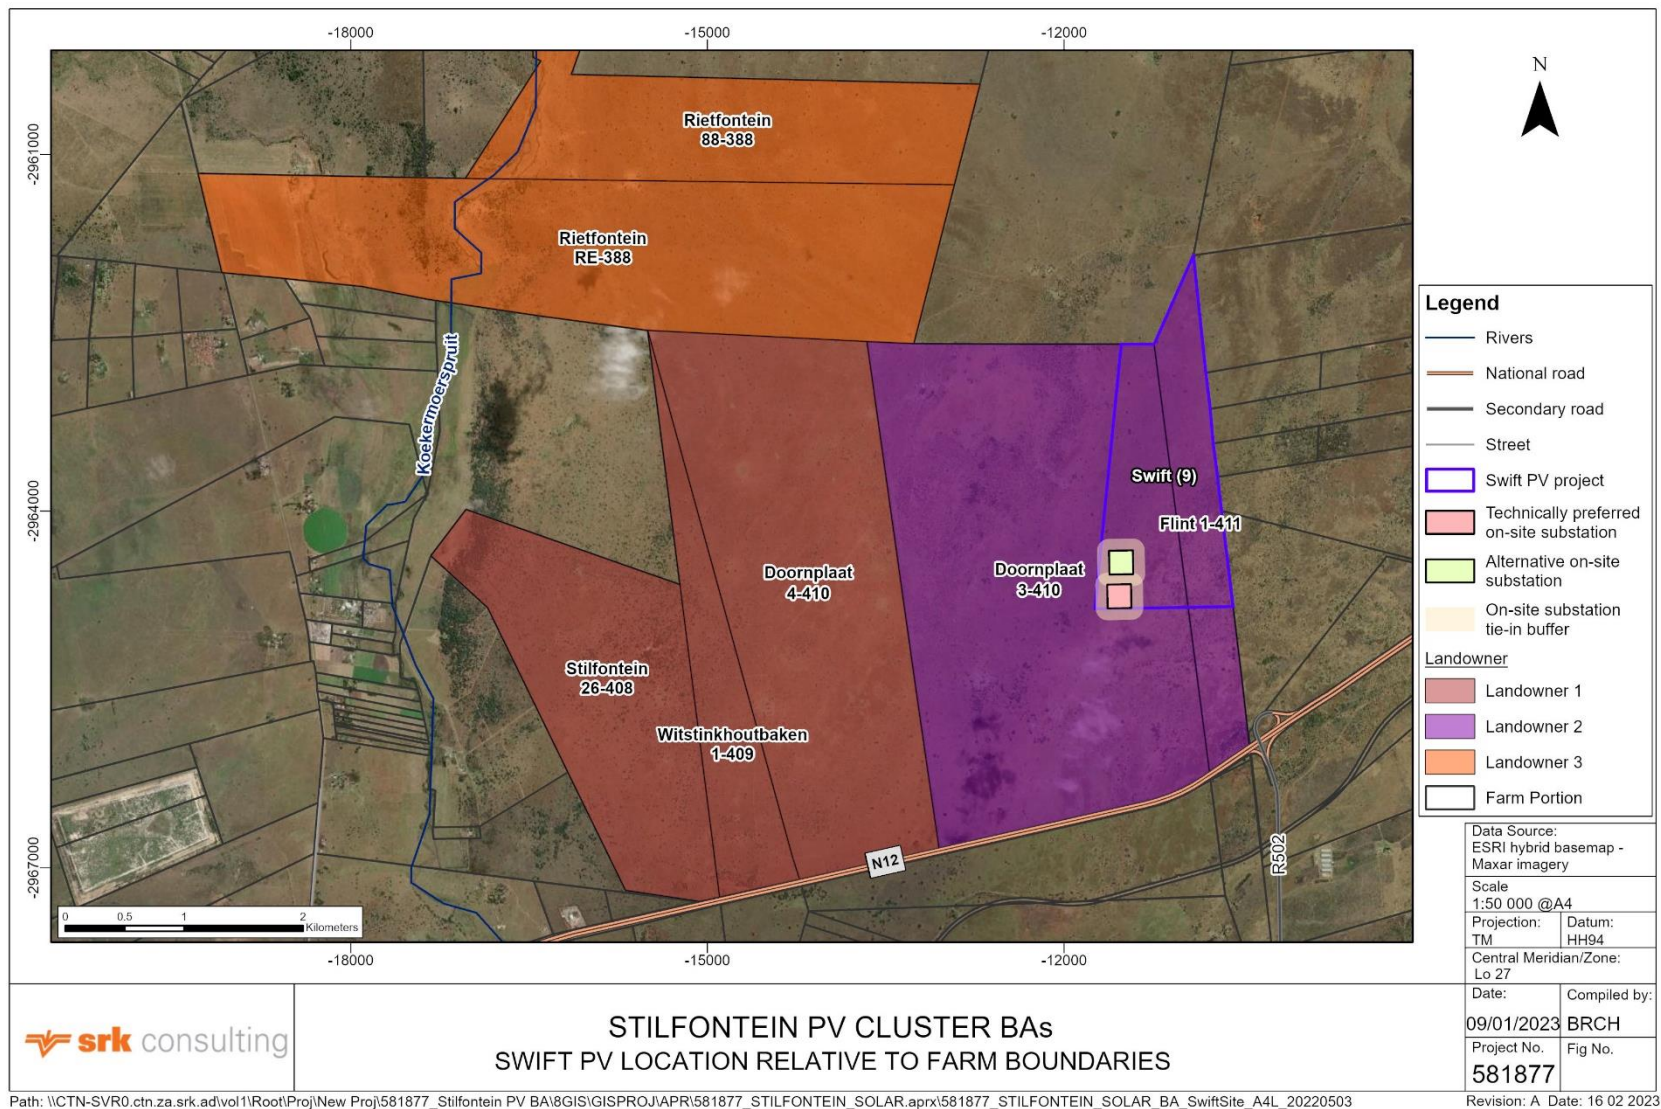 -18000
-15000
-12000
N
-2961000
-2964000
-2967000
Rietfontein
88-388
Rietfontein
RE-388
Koekermoerspruit
Swift (9)
Flint 1-411
Doornplaat
4-410
Doornplaat
3-410
Stilfontein
26-408
Witstinkhoutbaken
1-409
N12
R502
0 0.5 1 2
Kilometers
-18000
-15000
-12000
Legend
Rivers
National road
Secondary road
Street
Swift PV project
Technically preferred
on-site substation
Alternative on-site
substation
On-site substation
tie-in buffer
Landowner
Landowner 1
Landowner 2
Landowner 3
Farm Portion
Data Source:
ESRI hybrid basemap -
Maxar imagery
Scale
1:50 000 @A4
Projection:
TM
Datum:
HH94
Central Meridian/Zone:
Lo 27
Date:
09/01/2023
Compiled by:
BRCH
Project No.
581877
Fig No.
srk consulting
STILFONTEIN PV CLUSTER BAs
SWIFT PV LOCATION RELATIVE TO FARM BOUNDARIES
Path: \\CTN-SVR0.ctn.za.srk.ad\vol1\Root\Proj\New Proj\581877_Stilfontein PV BA\8GIS\GISPROJ\APR\581877_STILFONTEIN_SOLAR.aprx\581877_STILFONTEIN_SOLAR_BA_SwiftSite_A4L_20220503
Revision: A Date: 16 02 2023